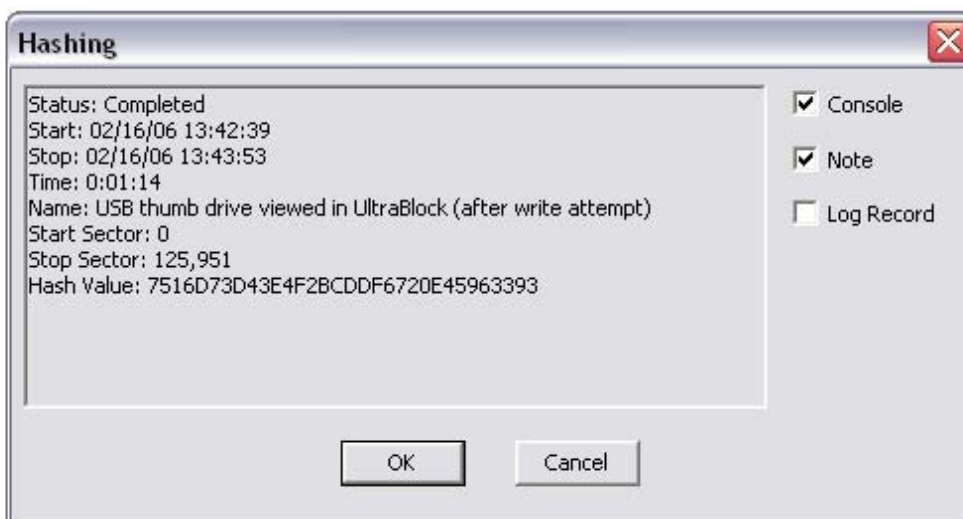 Hashing
Status: Completed
Start: 02/16/06 13:42:39
Stop: 02/16/06 13:43:53
Time: 0:01:14
Name: USB thumb drive viewed in UltraBlock (after write attempt)
Start Sector: 0
Stop Sector: 125,951
Hash Value: 7516D73D43E4F2BCDDF6720E45963393
Console
Note
Log Record
OK
Cancel